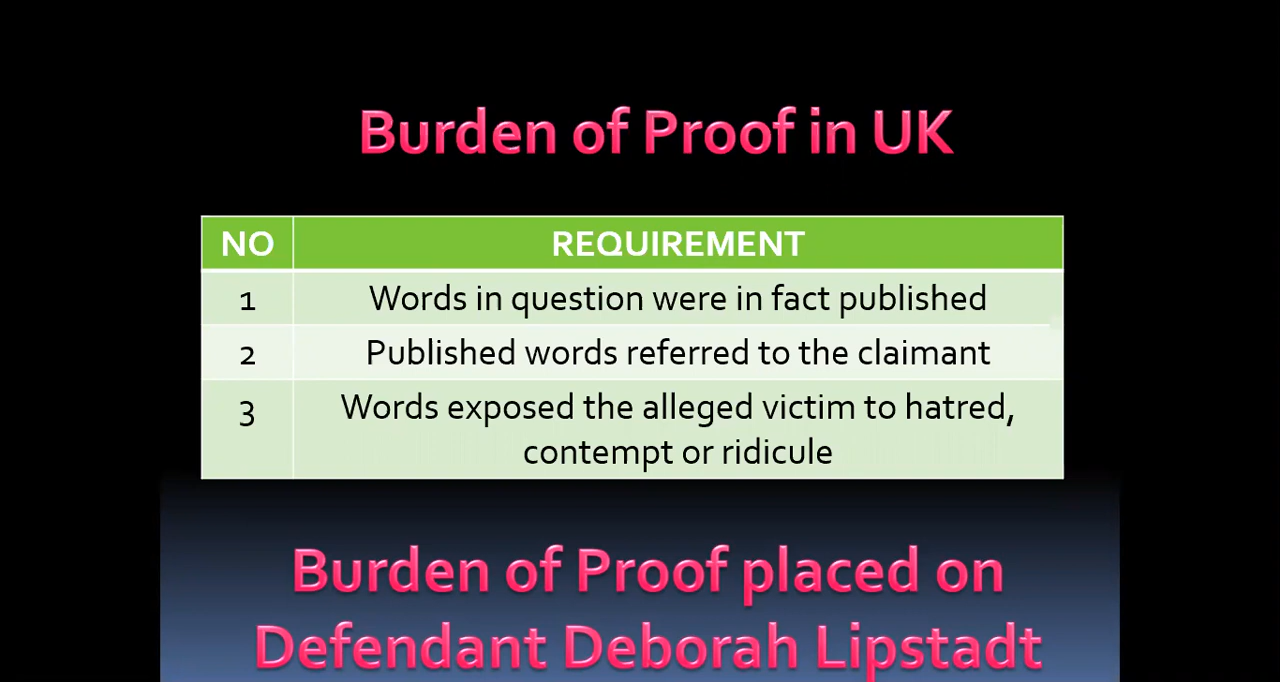 Burden of Proof in UK
NO REQUIREMENT
1 Words in question were in fact published
2 Published words referred to the claimant
3 Words exposed the alleged victim to hatred,
contempt or ridicule
Burden of Proof placed on
Defendant Deborah Lipstadt